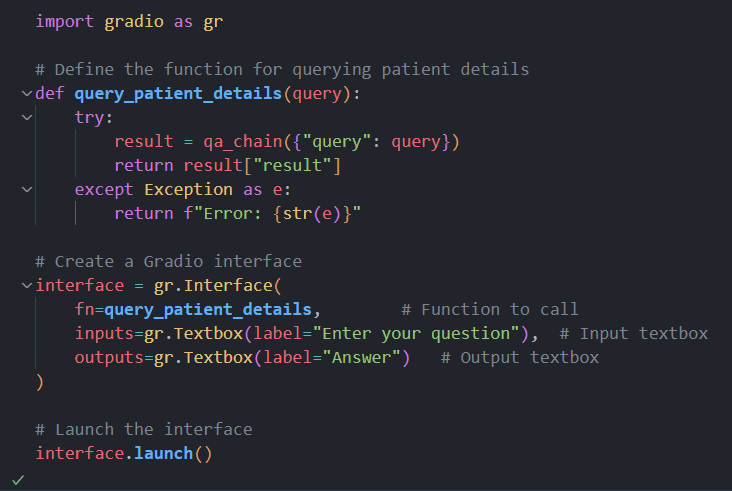 import gradio as gr
# Define the function for querying patient details
def query_patient_details(query):
    try:
        result = qa_chain({"query": query})
        return result["result"]
    except Exception as e:
        return f"Error: {str(e)}"
# Create a Gradio interface
interface = gr.Interface(
    fn=query_patient_details,        # Function to call
    inputs=gr.Textbox(label="Enter your question"),  # Input textbox
    outputs=gr.Textbox(label="Answer")   # Output textbox
)
# Launch the interface
interface.launch()